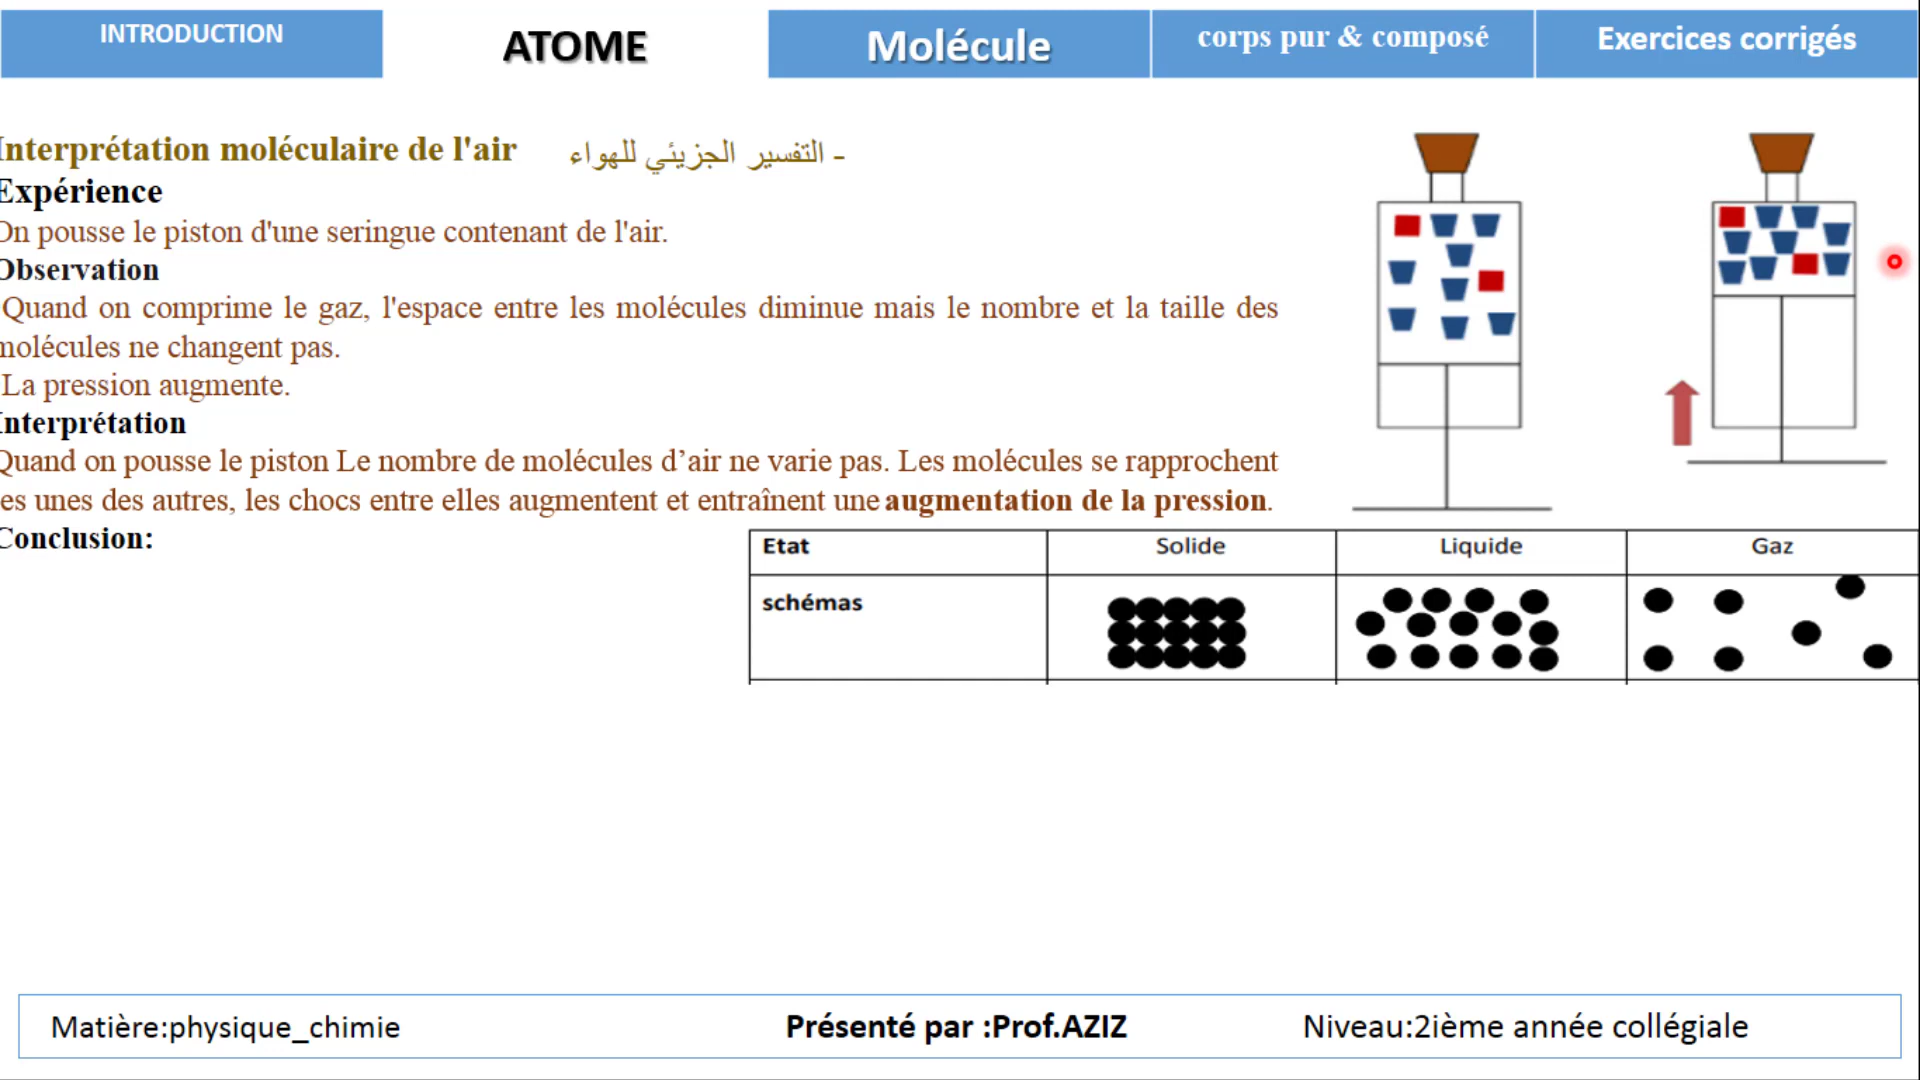 INTRODUCTION
ATOME
Molécule
corps pur & composé
Exercices corrigés
Interprétation moléculaire de l'air
- التفسير الجزيئي للهواء
Expérience
On pousse le piston d'une seringue contenant de l'air.
Observation
Quand on comprime le gaz, l'espace entre les molécules diminue mais le nombre et la taille des
molécules ne changent pas.
La pression augmente.
Interprétation
Quand on pousse le piston Le nombre de molécules d’air ne varie pas. Les molécules se rapprochent
es unes des autres, les chocs entre elles augmentent et entraînent une augmentation de la pression.
Conclusion:
Etat Solide Liquide Gaz
schémas
Matière:physique_chimie
Présenté par :Prof.AZIZ
Niveau:2ième année collégiale